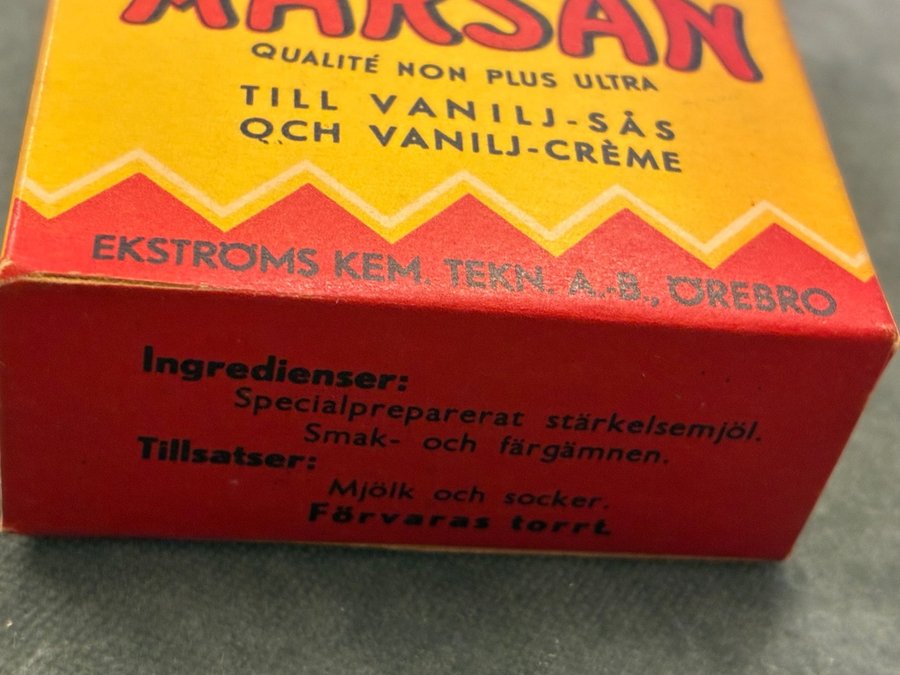 MARSÁN
QUALITÉ NON PLUS ULTRA
TILL VANILJ-SÅS
OCH VANILJ-CRÈME
EKSTRÖMS KEM. TEKN. A.-B., ÖREBRO
Ingredienser:
Specialpreparerat stärkelsemjöl.
Smak- och färgämnen.
Tillsatser:
Mjölk och socker.
Förvaras torrt.